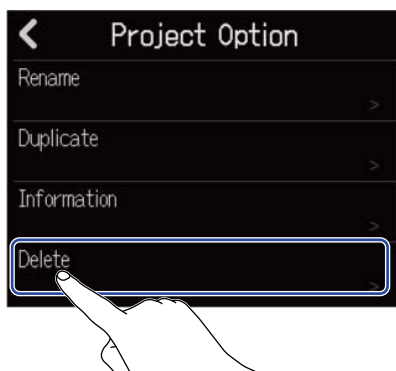 Project Option
Rename
Duplicate
Information
Delete